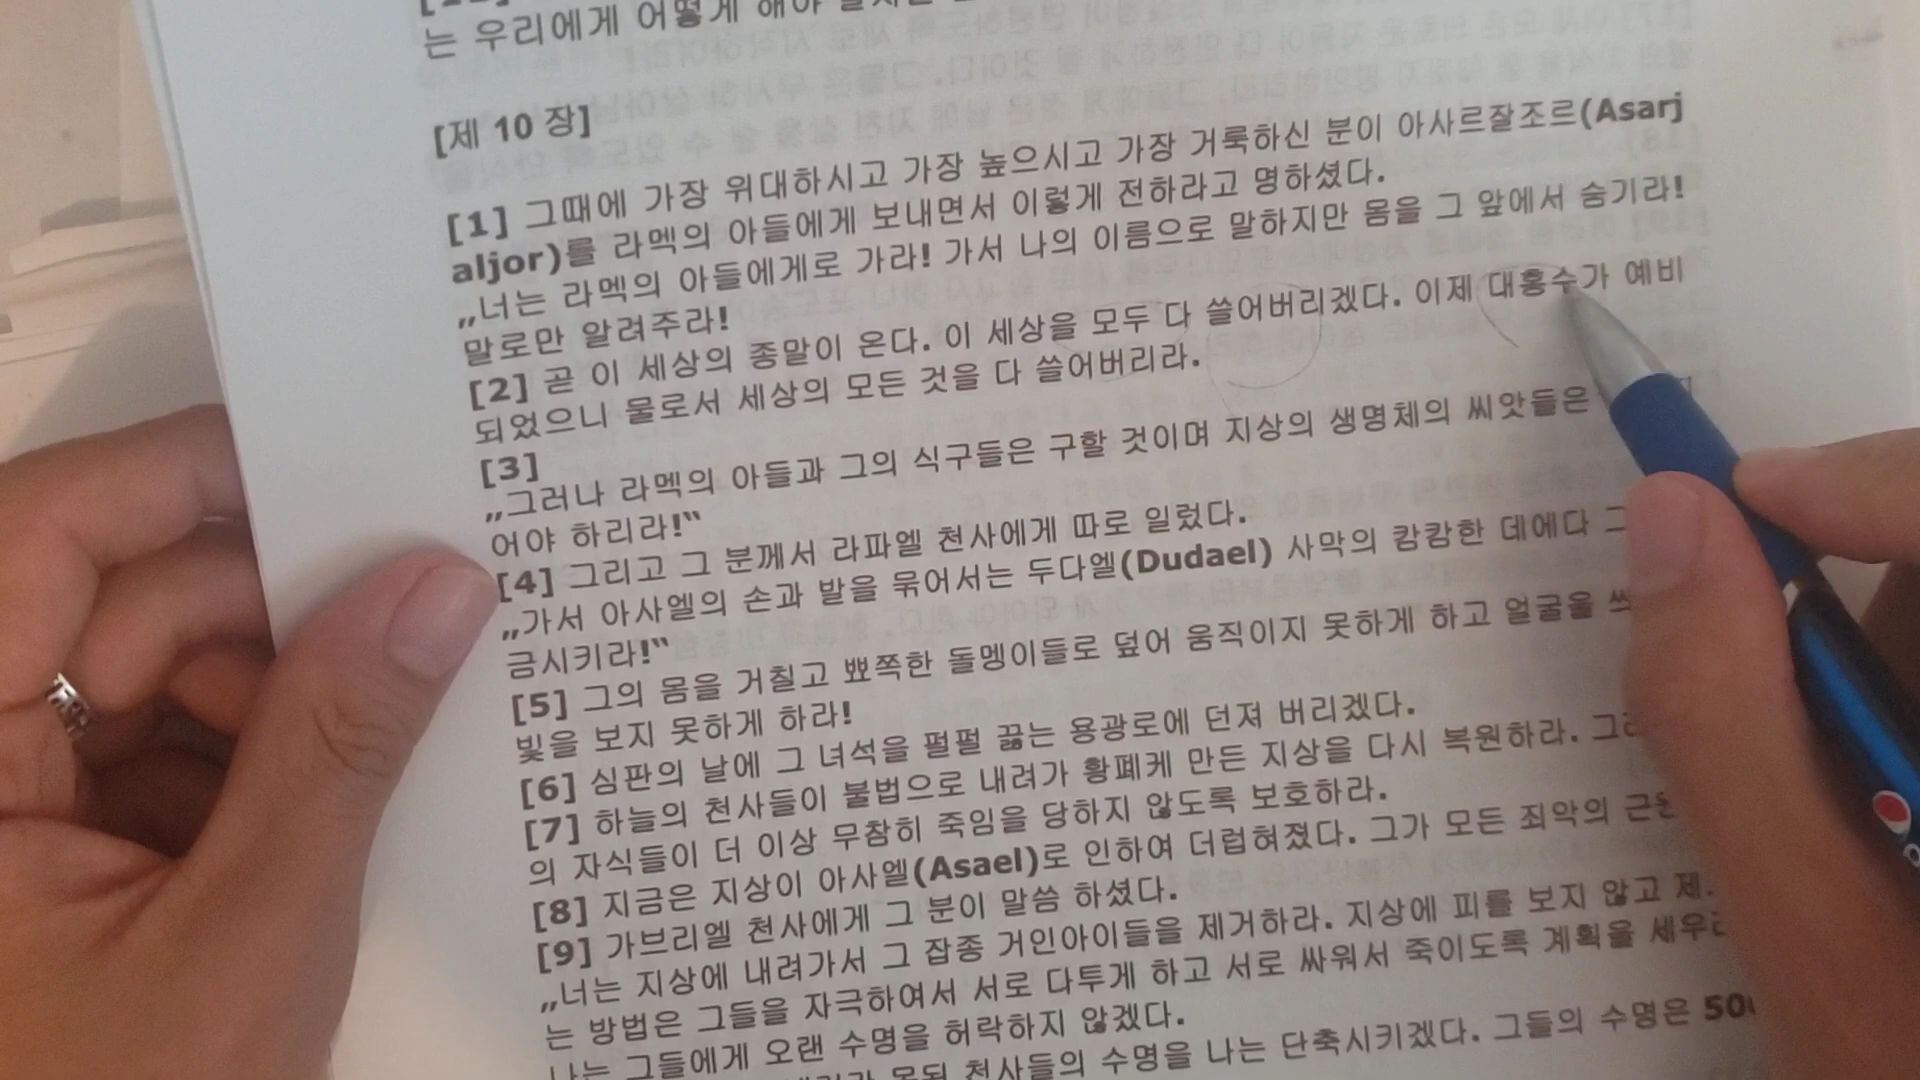 는 우리에게 어떻게 해야
[제 10 장]
[1] 그때에 가장 위대하시고 가장 높으시고 가장 거룩하신 분이 아사르잘조르(Asarj
aljor)를 라멕의 아들에게 보내면서 이렇게 전하라고 명하셨다.
„너는 라멕의 아들에게로 가라! 가서 나의 이름으로 말하지만 몸을 그 앞에서 숨기라!
말로만 알려주라!
[2] 곧 이 세상의 종말이 온다. 이 세상을 모두 다 쓸어버리겠다. 이제 대홍수가 예비
되었으니 물로서 세상의 모든 것을 다 쓸어버리라.
[3]
„그러나 라멕의 아들과 그의 식구들은 구할 것이며 지상의 생명체의 씨앗들은
어야 하리라!“
[4] 그리고 그 분께서 라파엘 천사에게 따로 일렀다.
„가서 아사엘의 손과 발을 묶어서는 두다엘(Dudael) 사막의 캄캄한 데에다
금시키라!“
[5] 그의 몸을 거칠고 뾰쪽한 돌멩이들로 덮어 움직이지 못하게 하고 얼굴을
빛을 보지 못하게 하라!
[6] 심판의 날에 그 녀석을 펄펄 끓는 용광로에 던져 버리겠다.
[7] 하늘의 천사들이 불법으로 내려가 황폐케 만든 지상을 다시 복원하라.
의 자식들이 더 이상 무참히 죽임을 당하지 않도록 보호하라.
[8] 지금은 지상이 아사엘(Asael)로 인하여 더럽혀졌다. 그가 모든 죄악의
[9] 가브리엘 천사에게 그 분이 말씀 하셨다.
„너는 지상에 내려가서 그 잡종 거인아이들을 제거하라. 지상에 피를 보지 않고
는 방법은 그들을 자극하여서 서로 다투게 하고 서로 싸워서 죽이도록 계획을
나는 그들에게 오랜 수명을 허락하지 않겠다.
못된 천사들의 수명을 나는 단축시키겠다. 그들의 수명은